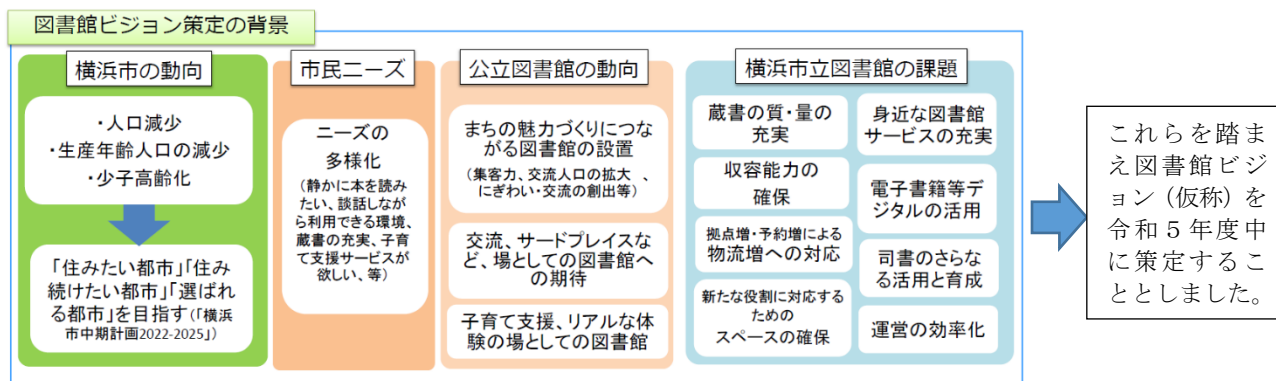 図書館ビジョン策定の背景
横浜市の動向
・人口減少
・生産年齢人口の減少
・少子高齢化
「住みたい都市」「住み
続けたい都市」「選ばれ
る都市」を目指す(「横浜
市中期計画2022-2025」)
市民ニーズ
ニーズの
多様化
(静かに本を読み
たい、談話しなが
ら利用できる環境、
蔵書の充実、子育
て支援サービスが
欲しい、等)
公立図書館の動向
まちの魅力づくりにつな
がる図書館の設置
(集客力、交流人口の拡大 、
にぎわい・交流の創出等)
交流、サードプレイスな
ど、場としての図書館へ
の期待
子育て支援、リアルな体
験の場としての図書館
横浜市立図書館の課題
蔵書の質・量の
充実
収容能力の
確保
拠点増・予約増による
物流増への対応
新たな役割に対応する
ための
スペースの確保
身近な図書館
サービスの充実
電子書籍等デ
ジタルの活用
司書のさらな
る活用と育成
運営の効率化
これらを踏ま
え図書館ビジ
ョン（仮称）を
令和５年度中
に策定するこ
ととしました。